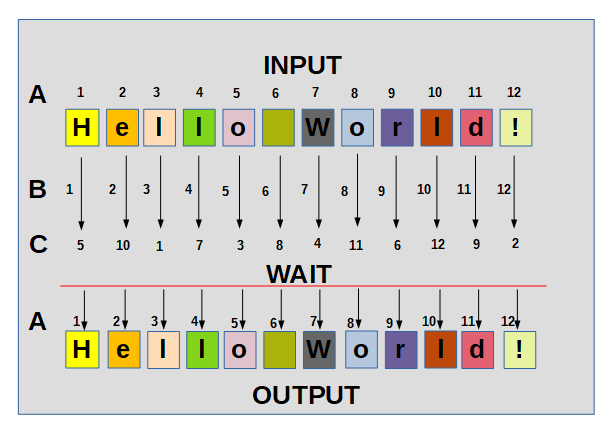 INPUT
A 1 2 3 4 5 6 7 8 9 10 11 12
H e l l o W o r l d !
B 1 2 3 4 5 6 7 8 9 10 11 12
C 5 10 1 7 3 8 4 11 6 12 9 2
WAIT
A 1 2 3 4 5 6 7 8 9 10 11 12
H e l l o W o r l d !
OUTPUT